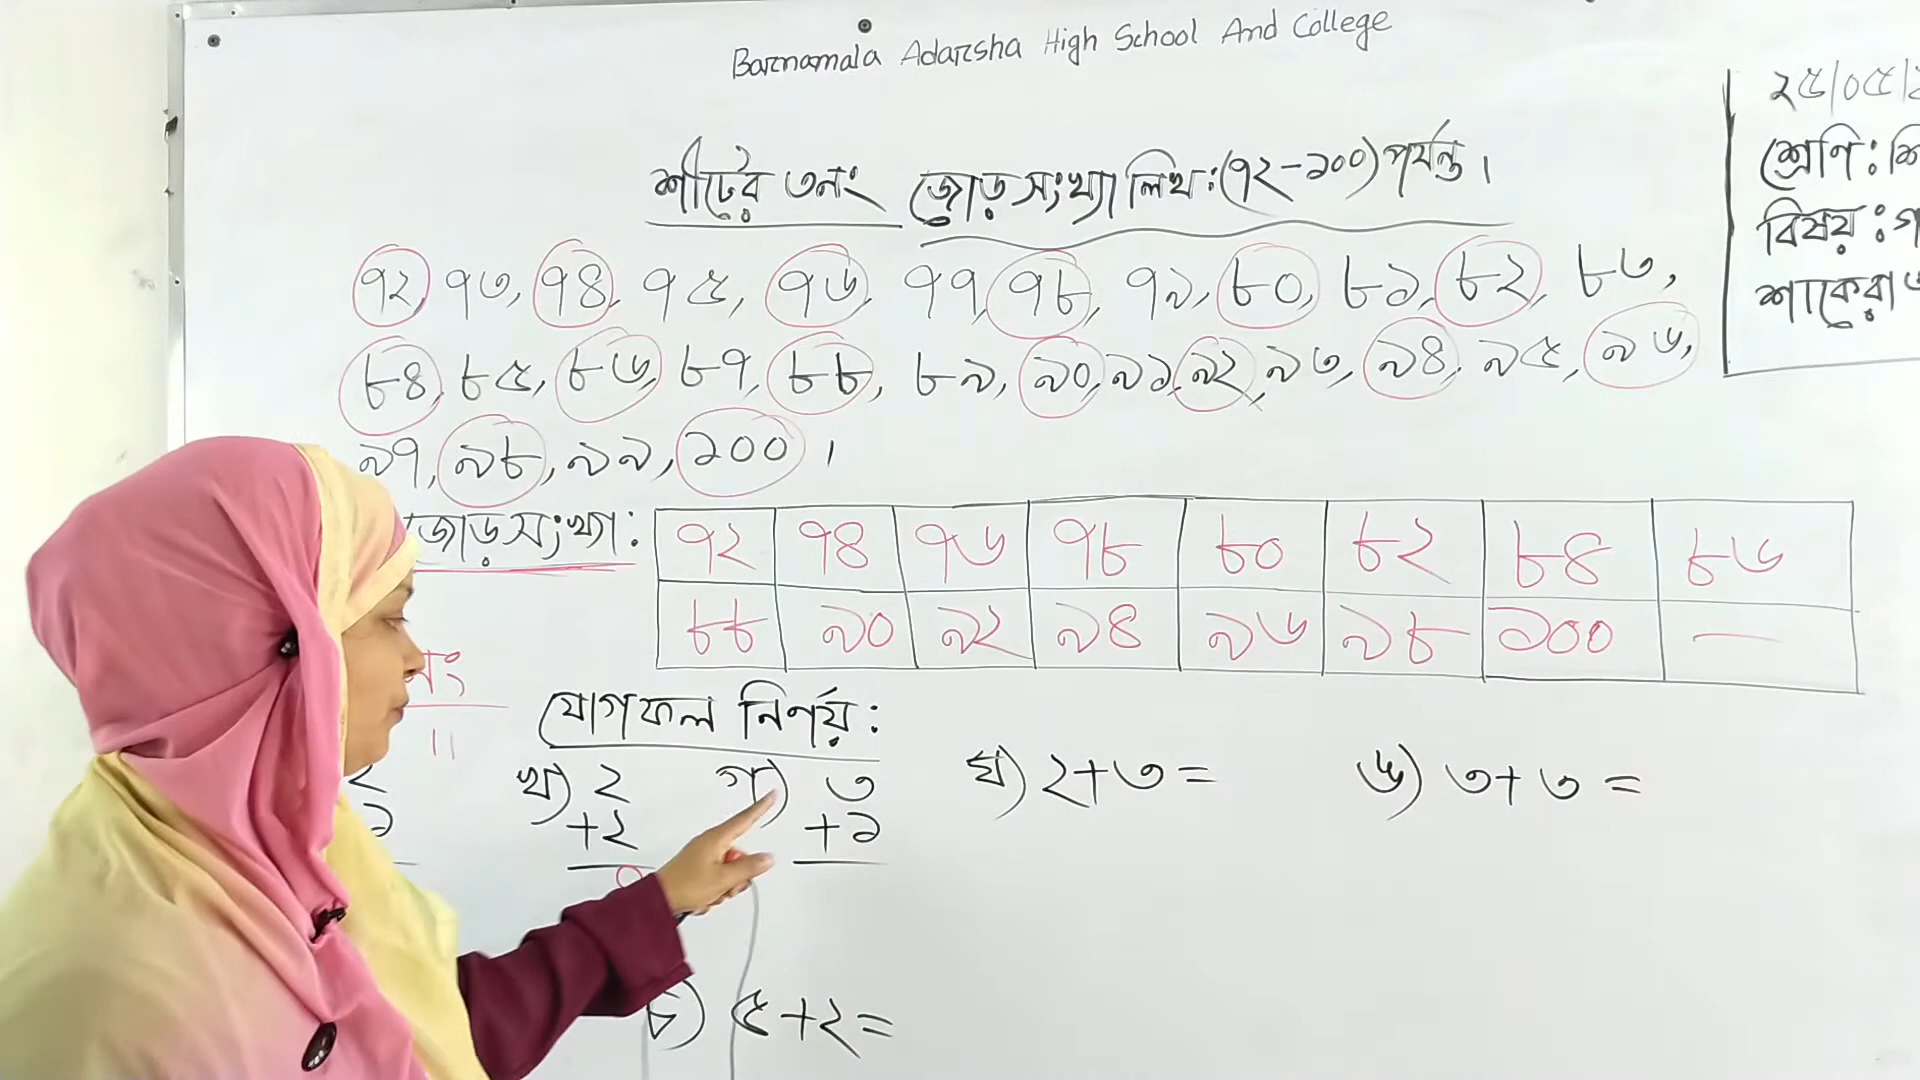 Barnamala Adarsha High School And College
২৫/০৫/
শ্রেণি: শি
বিষয়: গ
শাকেরা
শীটের ৩নং জোড় সংখ্যা লিখ: (৭২-১০০) পর্যন্ত।
৭২, ৭৩, ৭৪, ৭৫, ৭৬, ৭৭, ৭৮, ৭৯, ৮০, ৮১, ৮২, ৮৩,
৮৪, ৮৫, ৮৬, ৮৭, ৮৮, ৮৯, ৯০, ৯১, ৯২, ৯৩, ৯৪, ৯৫, ৯৬,
৯৭, ৯৮, ৯৯, ১০০।
জোড় সংখ্যা: ৭২ ৭৪ ৭৬ ৭৮ ৮০ ৮২ ৮৪ ৮৬
৮৮ ৯০ ৯২ ৯৪ ৯৬ ৯৮ ১০০ —
নং
যোগফল নির্ণয়:
২ খ) ২ গ) ৩ ঘ) ২+৩= ঙ) ৩+৩=
১ +২ +১
চ) ৫+২=